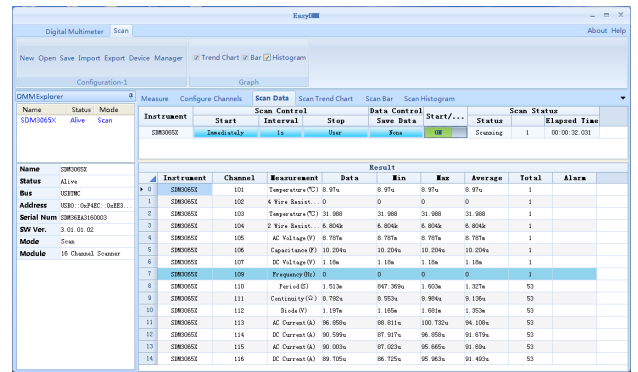 Easy
Digital Multimeter Scan About Help
New Open Save Import Export Device Manager Trend Chart Bar Histogram
Configuration-1 Graph
DMMExplorer
Name Status Mode
SDM3065X Alive Scan
Name SDM3065X
Status Alive
Bus USBTMC
Address USB0::0xF4EC::0xEE3...
Serial Num SDM36EA3160003
SW Ver. 3.01.01.02
Mode Scan
Module 16 Channel Scanner
Measure Configure Channels Scan Data Scan Trend Chart Scan Bar Scan Histogram
Instrument Scan Control Data Control Start/... Scan Status
Start Interval Stop Save Data Status Elapsed Time
SDM3065X Immediately 1s User None ON Scanning 1 00:00:32.031
Result
Instrument Channel Measurement Data Min Max Average Total Alarm
0 SDM3065X 101 Temperature(℃) 8.97u 8.97u 8.97u 8.97u 1
1 SDM3065X 102 4 Wire Resist... 0 0 0 0 1
2 SDM3065X 103 Temperature(℃) 31.988 31.988 31.988 31.988 1
3 SDM3065X 104 2 Wire Resist... 6.804k 6.804k 6.804k 6.804k 1
4 SDM3065X 105 AC Voltage(V) 8.787m 8.787m 8.787m 8.787m 1
5 SDM3065X 106 Capacitance(F) 10.204u 10.204u 10.204u 10.204u 1
6 SDM3065X 107 DC Voltage(V) 1.18m 1.18m 1.18m 1.18m 1
7 SDM3065X 109 Frequency(Hz) 0 0 0 0 1
8 SDM3065X 110 Period(S) 1.513m 847.369u 1.603m 1.327m 53
9 SDM3065X 111 Continuity(Ω) 8.792u 8.553u 9.984u 9.136u 53
10 SDM3065X 112 Diode(V) 1.197m 1.165m 1.681m 1.353m 53
11 SDM3065X 113 AC Current(A) 96.858u 88.811u 100.732u 94.108u 53
12 SDM3065X 114 DC Current(A) 90.599u 87.917u 96.858u 91.679u 53
13 SDM3065X 115 AC Current(A) 90.003u 87.023u 95.665u 91.69u 53
14 SDM3065X 116 DC Current(A) 89.705u 86.725u 95.963u 91.493u 53